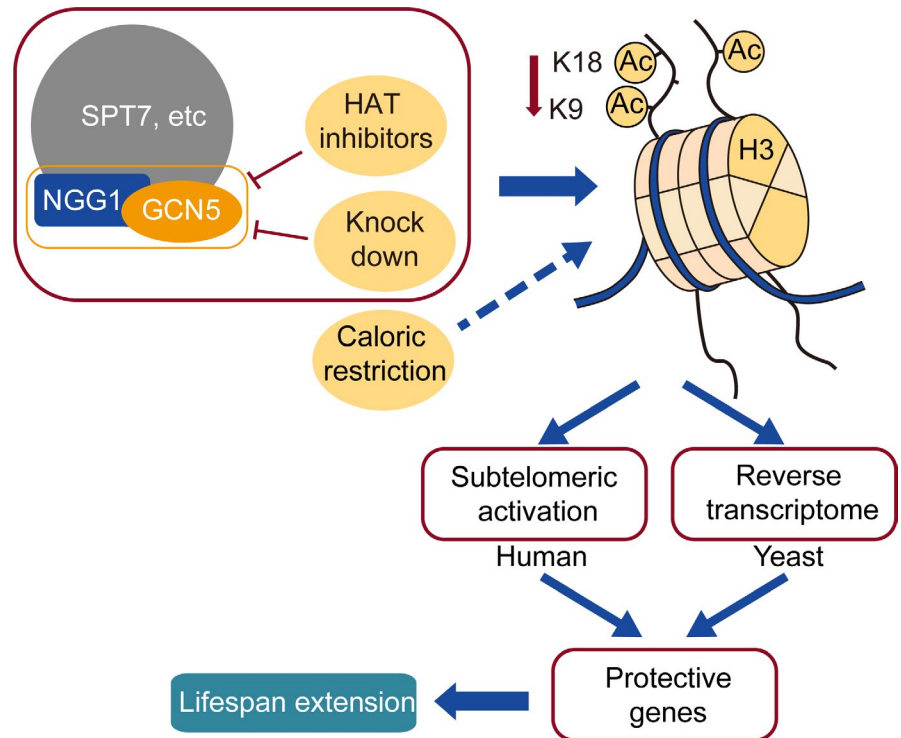 SPT7, etc
NGG1
GCN5
HAT
inhibitors
Knock
down
Caloric
restriction
K18
K9
Ac
Ac
Ac
H3
Subtelomeric
activation
Human
Reverse
transcriptome
Yeast
Protective
genes
Lifespan extension